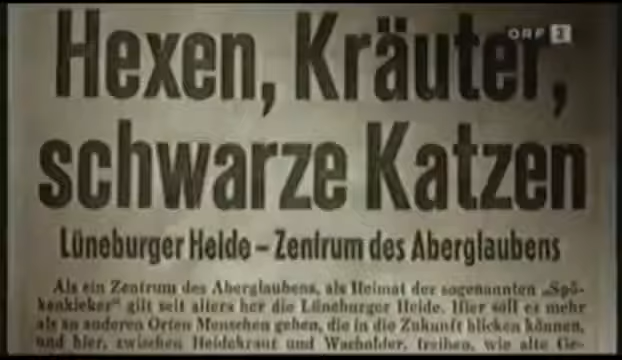 ORF 2
Hexen, Kräuter,
schwarze Katzen
Lüneburger Heide – Zentrum des Aberglaubens
Als ein Zentrum des Aberglaubens, als Heimat der sogenannten „Spö-
kenkieker“ gilt seit alters her die Lüneburger Heide. Hier soll es mehr
als an anderen Orten Menschen geben, die in die Zukunft blicken können,
und hier, zwischen Heidekraut und Wacholder, treiben, wie alte Ge-